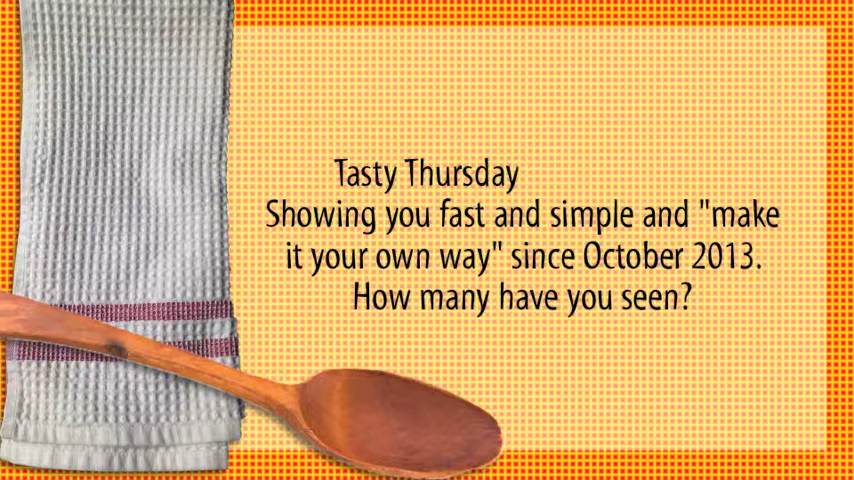 Tasty Thursday
Showing you fast and simple and "make
it your own way" since October 2013.
How many have you seen?